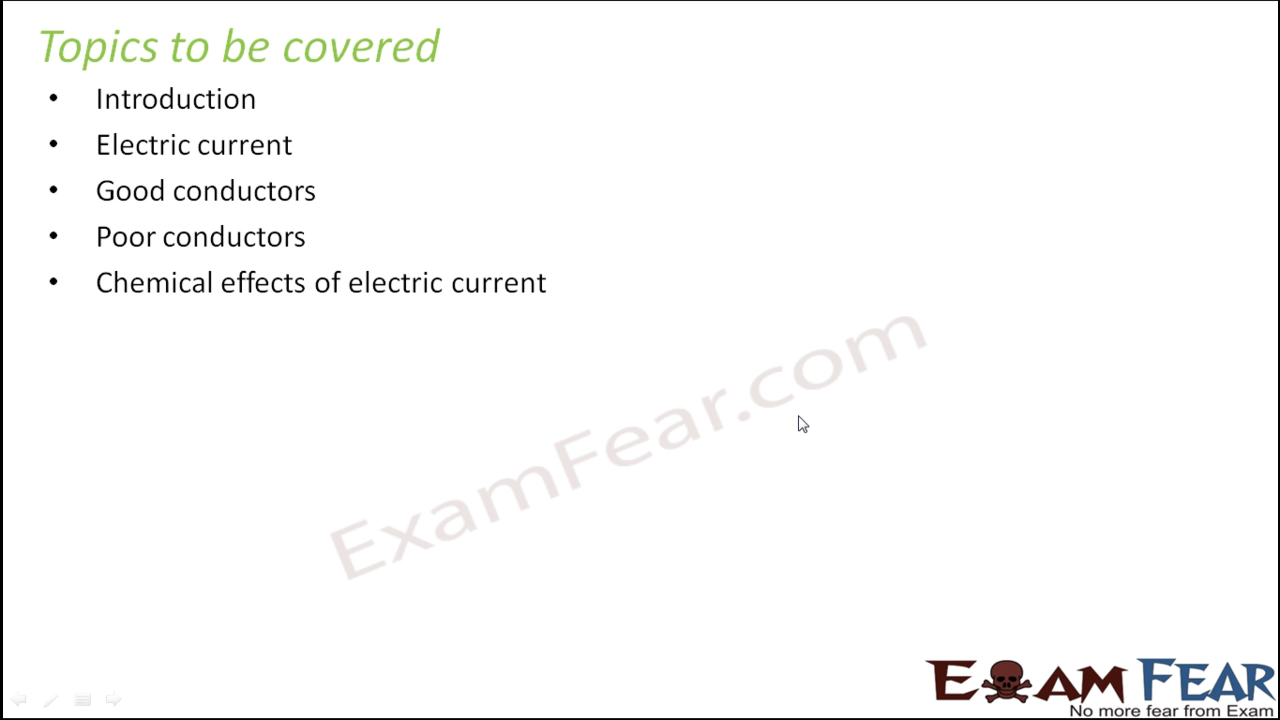 Topics to be covered
• Introduction
• Electric current
• Good conductors
• Poor conductors
• Chemical effects of electric current
ExamFear.com
EXAM FEAR
No more fear from Exam